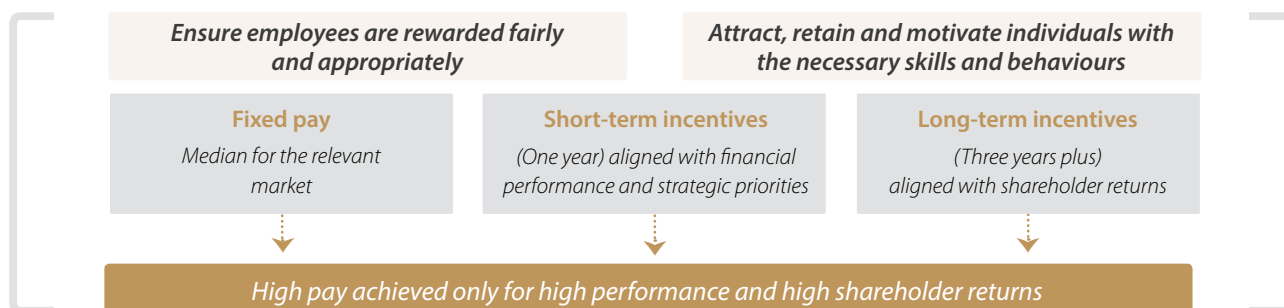 Ensure employees are rewarded fairly
and appropriately
Attract, retain and motivate individuals with
the necessary skills and behaviours
Fixed pay
Median for the relevant
market
Short-term incentives
(One year) aligned with financial
performance and strategic priorities
Long-term incentives
(Three years plus)
aligned with shareholder returns
High pay achieved only for high performance and high shareholder returns